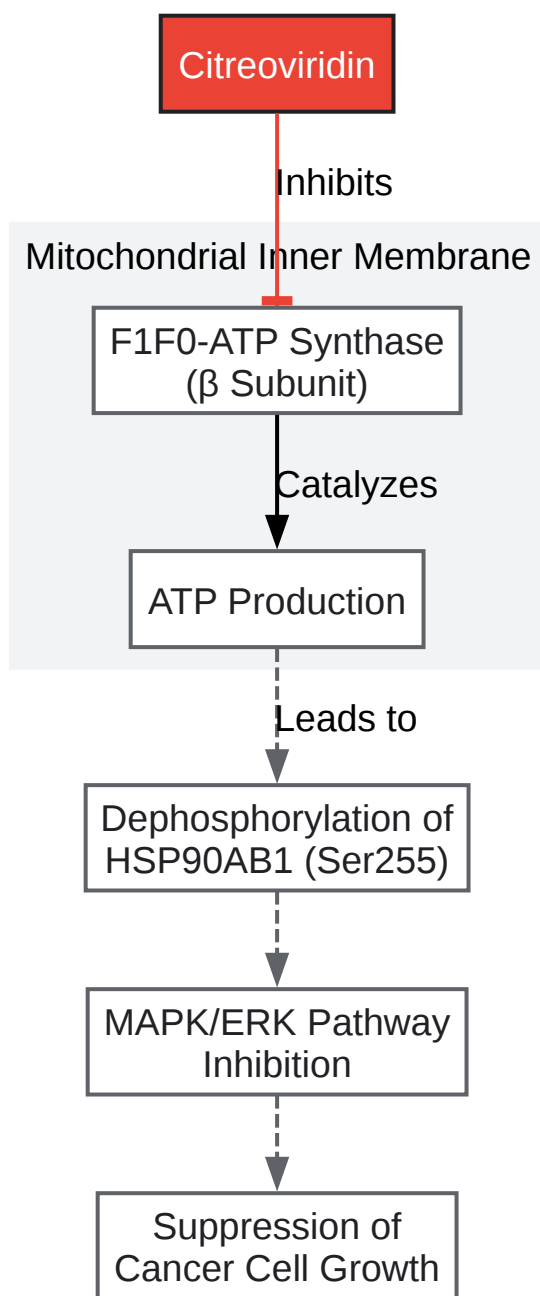 Citreoviridin
Inhibits
Mitochondrial Inner Membrane
F1F0-ATP Synthase
(β Subunit)
Catalyzes
ATP Production
Leads to
Dephosphorylation of
HSP90AB1 (Ser255)
MAPK/ERK Pathway
Inhibition
Suppression of
Cancer Cell Growth